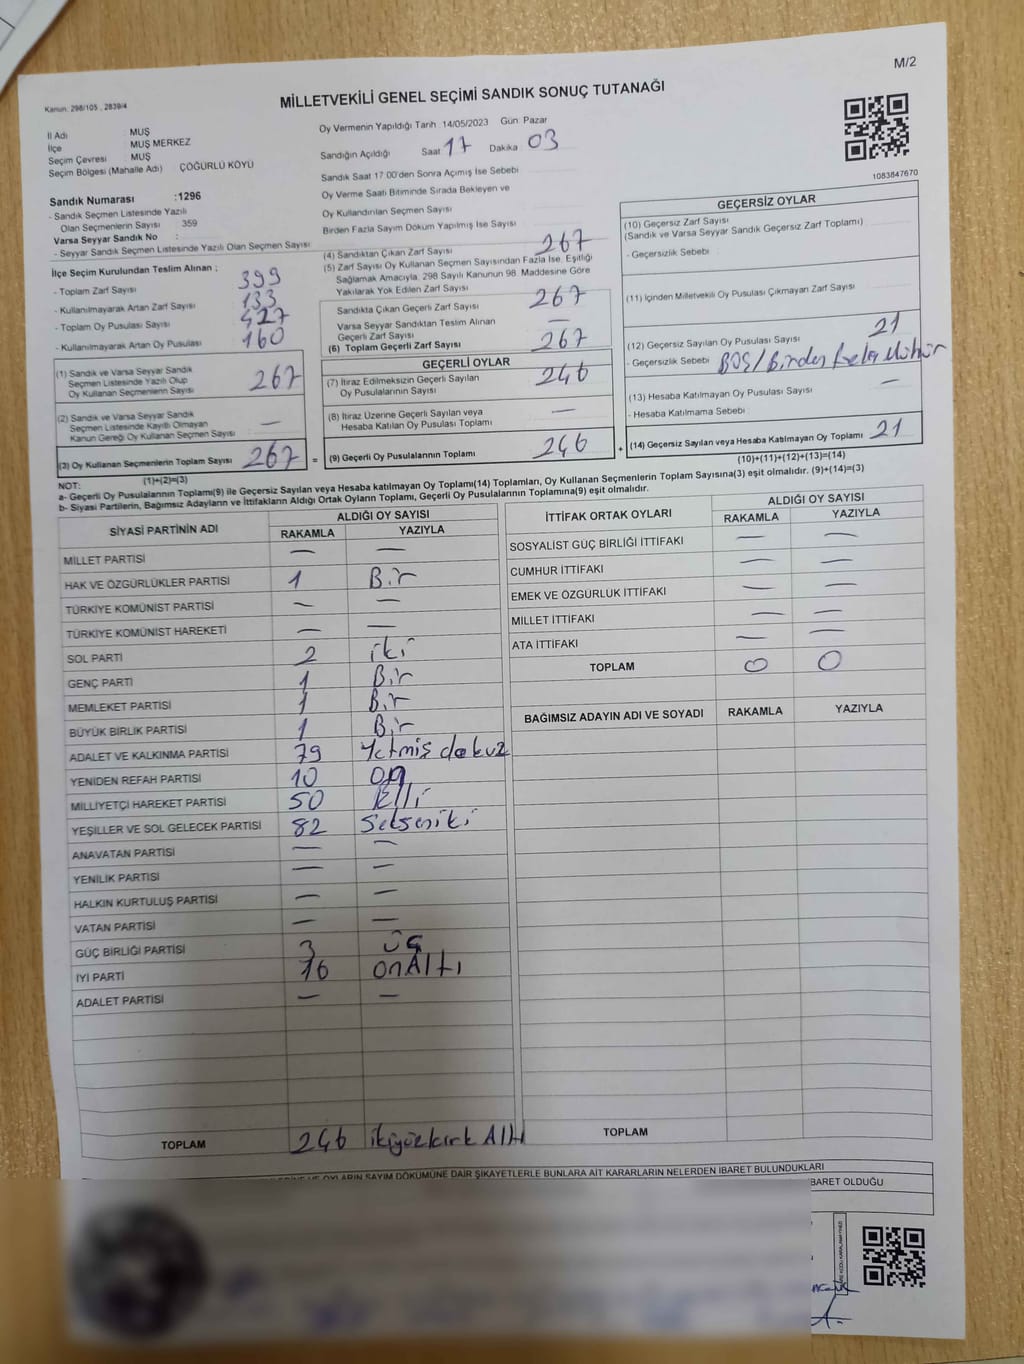 M/2
Kanun: 298/105 , 2839/4
MİLLETVEKİLİ GENEL SEÇİMİ SANDIK SONUÇ TUTANAĞI
İl Adı MUŞ
İlçe MUŞ MERKEZ
Seçim Çevresi MUŞ
Seçim Bölgesi (Mahalle Adı) ÇÖĞÜRLÜ KÖYÜ
Sandık Numarası :1296
- Sandık Seçmen Listesinde Yazılı
Olan Seçmenlerin Sayısı : 359
Varsa Seyyar Sandık No :
- Seyyar Sandık Seçmen Listesinde Yazılı Olan Seçmen Sayısı
İlçe Seçim Kurulundan Teslim Alınan ;
- Toplam Zarf Sayısı 399
- Kullanılmayarak Artan Zarf Sayısı 133
- Toplam Oy Pusulası Sayısı 427
- Kullanılmayarak Artan Oy Pusulası 160
(1) Sandık ve Varsa Seyyar Sandık
Seçmen Listesinde Yazılı Olup
Oy Kullanan Seçmenlerin Sayısı 267
(2) Sandık ve Varsa Seyyar Sandık
Seçmen Listesinde Kayıtlı Olmayan
Kanun Gereği Oy Kullanan Seçmen Sayısı —
(3) Oy Kullanan Seçmenlerin Toplam Sayısı 267
(1)+(2)=(3)
Oy Vermenin Yapıldığı Tarih 14/05/2023 Gün Pazar
Sandığın Açıldığı Saat 17 Dakika 03
Sandık Saat 17:00'den Sonra Açımış İse Sebebi
Oy Verme Saati Bitiminde Sırada Bekleyen ve
Oy Kullandırılan Seçmen Sayısı
Birden Fazla Sayım Döküm Yapılmış İse Sayısı
(4) Sandıktan Çıkan Zarf Sayısı 267
(5) Zarf Sayısı Oy Kullanan Seçmen Sayısından Fazla İse, Eşitliği
Sağlamak Amacıyla, 298 Sayılı Kanunun 98. Maddesine Göre
Yakılarak Yok Edilen Zarf Sayısı
Sandıkta Çıkan Geçerli Zarf Sayısı 267
Varsa Seyyar Sandıktan Teslim Alınan
Geçerli Zarf Sayısı —
(6) Toplam Geçerli Zarf Sayısı 267
GEÇERLİ OYLAR
(7) İtiraz Edilmeksizin Geçerli Sayılan
Oy Pusulalarının Sayısı 246
(8) İtiraz Üzerine Geçerli Sayılan veya
Hesaba Katılan Oy Pusulası Toplamı —
= (9) Geçerli Oy Pusulalarının Toplamı 246 +
1083847670
GEÇERSİZ OYLAR
(10) Geçersiz Zarf Sayısı
(Sandık ve Varsa Seyyar Sandık Geçersiz Zarf Toplamı)
- Geçersizlik Sebebi
(11) İçinden Milletvekili Oy Pusulası Çıkmayan Zarf Sayısı
(12) Geçersiz Sayılan Oy Pusulası Sayısı 21
- Geçersizlik Sebebi BOŞ/Birden
(13) Hesaba Katılmayan Oy Pusulası Sayısı —
- Hesaba Katılmama Sebebi
(14) Geçersiz Sayılan veya Hesaba Katılmayan Oy Toplamı 21
(10)+(11)+(12)+(13)=(14)
NOT:
a- Geçerli Oy Pusulalarının Toplamı(9) ile Geçersiz Sayılan veya Hesaba katılmayan Oy Toplamı(14) Toplamları, Oy Kullanan Seçmenlerin Toplam Sayısına(3) eşit olmalıdır. (9)+(14)=(3)
b- Siyasi Partilerin, Bağımsız Adayların ve İttifakların Aldığı Ortak Oyların Toplamı, Geçerli Oy Pusulalarının Toplamına(9) eşit olmalıdır.
SİYASİ PARTİNİN ADI ALDIĞI OY SAYISI
RAKAMLA YAZIYLA
MİLLET PARTİSİ — —
HAK VE ÖZGÜRLÜKLER PARTİSİ 1 Bir
TÜRKİYE KOMÜNİST PARTİSİ — —
TÜRKİYE KOMÜNİST HAREKETİ — —
SOL PARTİ 2 iki
GENÇ PARTİ 1 Bir
MEMLEKET PARTİSİ 1 Bir
BÜYÜK BİRLİK PARTİSİ 1 Bir
ADALET VE KALKINMA PARTİSİ 79 Yetmiş dokuz
YENİDEN REFAH PARTİSİ 10 on
MİLLİYETÇİ HAREKET PARTİSİ 50 Elli
YEŞİLLER VE SOL GELECEK PARTİSİ 82 Sekseniki
ANAVATAN PARTİSİ — —
YENİLİK PARTİSİ — —
HALKIN KURTULUŞ PARTİSİ — —
VATAN PARTİSİ — —
GÜÇ BİRLİĞİ PARTİSİ 3 üç
İYİ PARTİ 16 onAltı
ADALET PARTİSİ — —
TOPLAM 246 ikiyüzkırk Altı
İTTİFAK ORTAK OYLARI ALDIĞI OY SAYISI
RAKAMLA YAZIYLA
SOSYALİST GÜÇ BİRLİĞİ İTTİFAKI — —
CUMHUR İTTİFAKI — —
EMEK VE ÖZGÜRLÜK İTTİFAKI — —
MİLLET İTTİFAKI — —
ATA İTTİFAKI — —
TOPLAM 0 0
BAĞIMSIZ ADAYIN ADI VE SOYADI RAKAMLA YAZIYLA
TOPLAM
OYLARIN SAYIM DÖKÜMÜNE DAİR ŞİKAYETLERLE BUNLARA AİT KARARLARIN NELERDEN İBARET BULUNDUKLARI
BARET OLDUĞU